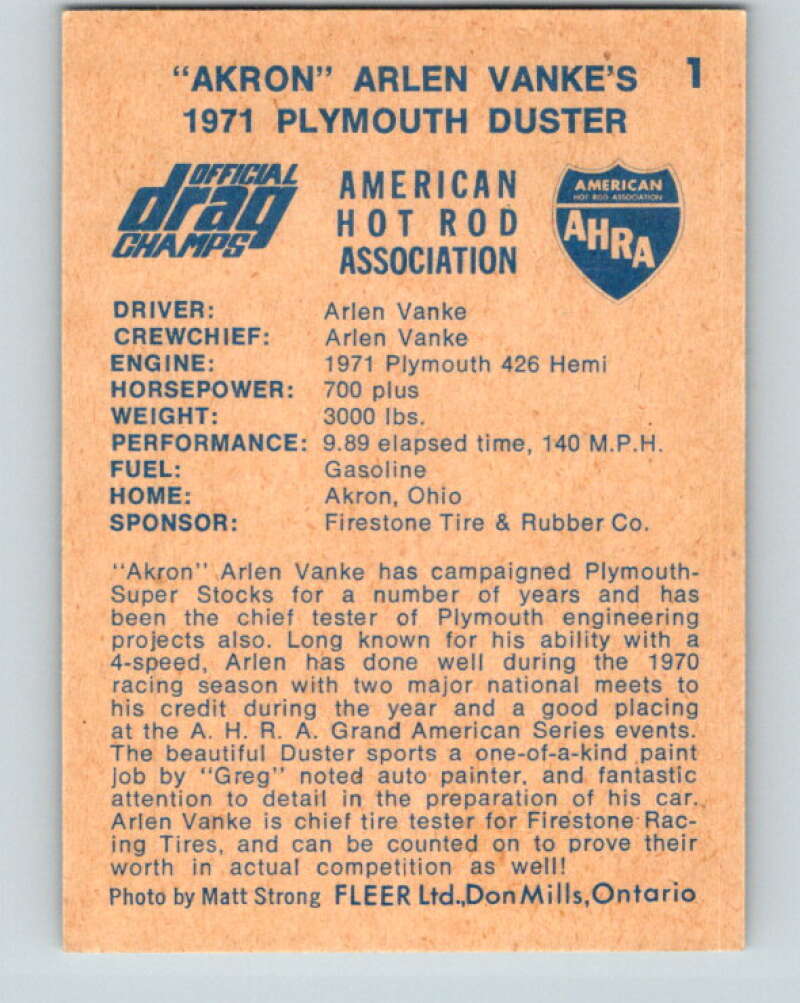 "AKRON" ARLEN VANKE'S 1
1971 PLYMOUTH DUSTER
OFFICIAL
drag
CHAMPS
AMERICAN
HOT ROD
ASSOCIATION
AMERICAN
HOT ROD ASSOCIATION
AHRA
DRIVER: Arlen Vanke
CREWCHIEF: Arlen Vanke
ENGINE: 1971 Plymouth 426 Hemi
HORSEPOWER: 700 plus
WEIGHT: 3000 lbs.
PERFORMANCE: 9.89 elapsed time, 140 M.P.H.
FUEL: Gasoline
HOME: Akron, Ohio
SPONSOR: Firestone Tire & Rubber Co.
"Akron" Arlen Vanke has campaigned Plymouth-
Super Stocks for a number of years and has
been the chief tester of Plymouth engineering
projects also. Long known for his ability with a
4-speed, Arlen has done well during the 1970
racing season with two major national meets to
his credit during the year and a good placing
at the A. H. R. A. Grand American Series events.
The beautiful Duster sports a one-of-a-kind paint
job by "Greg" noted auto painter, and fantastic
attention to detail in the preparation of his car.
Arlen Vanke is chief tire tester for Firestone Rac-
ing Tires, and can be counted on to prove their
worth in actual competition as well!
Photo by Matt Strong FLEER Ltd., Don Mills, Ontario